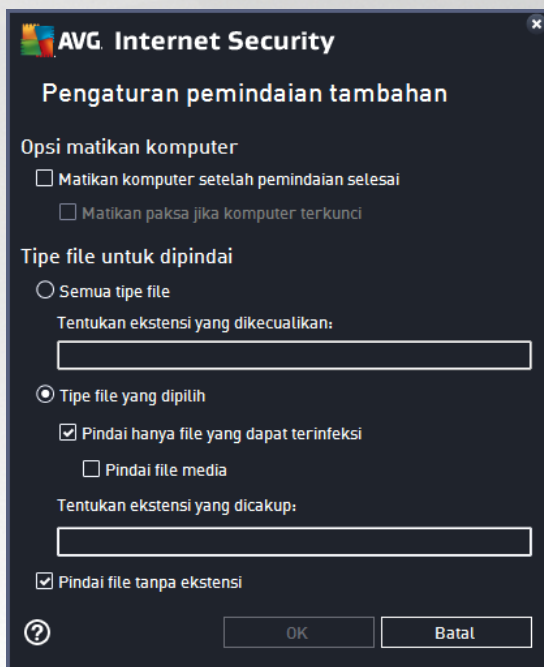 AVG. Internet Security
Pengaturan pemindaian tambahan
Opsi matikan komputer
Matikan komputer setelah pemindaian selesai
Matikan paksa jika komputer terkunci
Tipe file untuk dipindai
Semua tipe file
Tentukan ekstensi yang dikecualikan:
Tipe file yang dipilih
Pindai hanya file yang dapat terinfeksi
Pindai file media
Tentukan ekstensi yang dicakup:
Pindai file tanpa ekstensi
? OK Batal